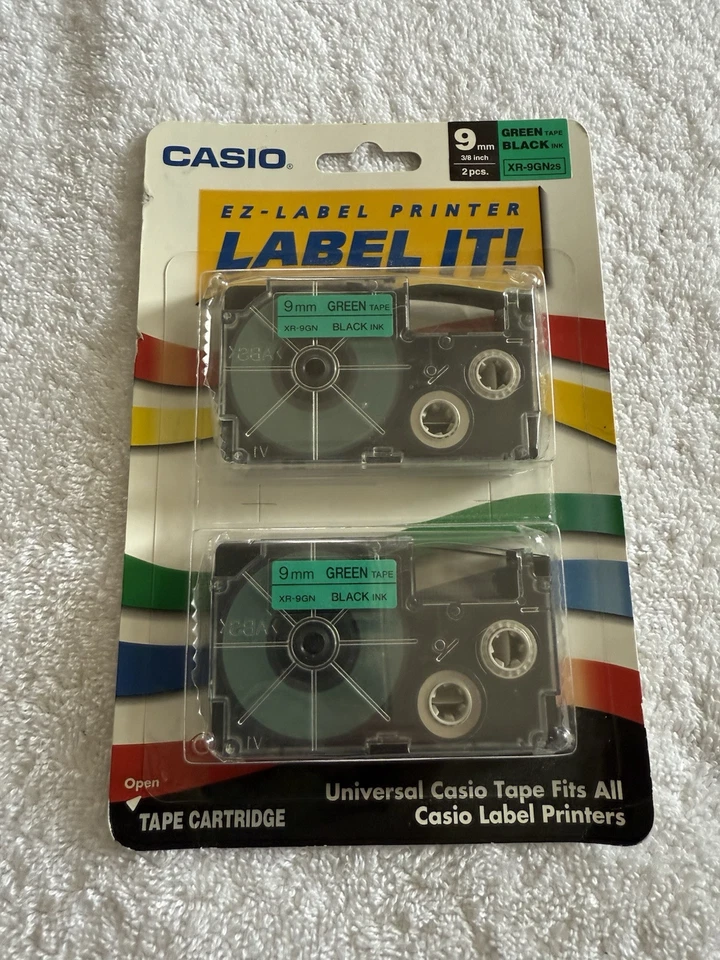 CASIO®
9 mm
3/8 inch
2 pcs.
GREEN TAPE
BLACK INK
XR-9GN2S
EZ-LABEL PRINTER
LABEL IT!
9mm GREEN TAPE
XR-9GN BLACK INK
9mm GREEN TAPE
XR-9GN BLACK INK
Open
TAPE CARTRIDGE
Universal Casio Tape Fits All
Casio Label Printers